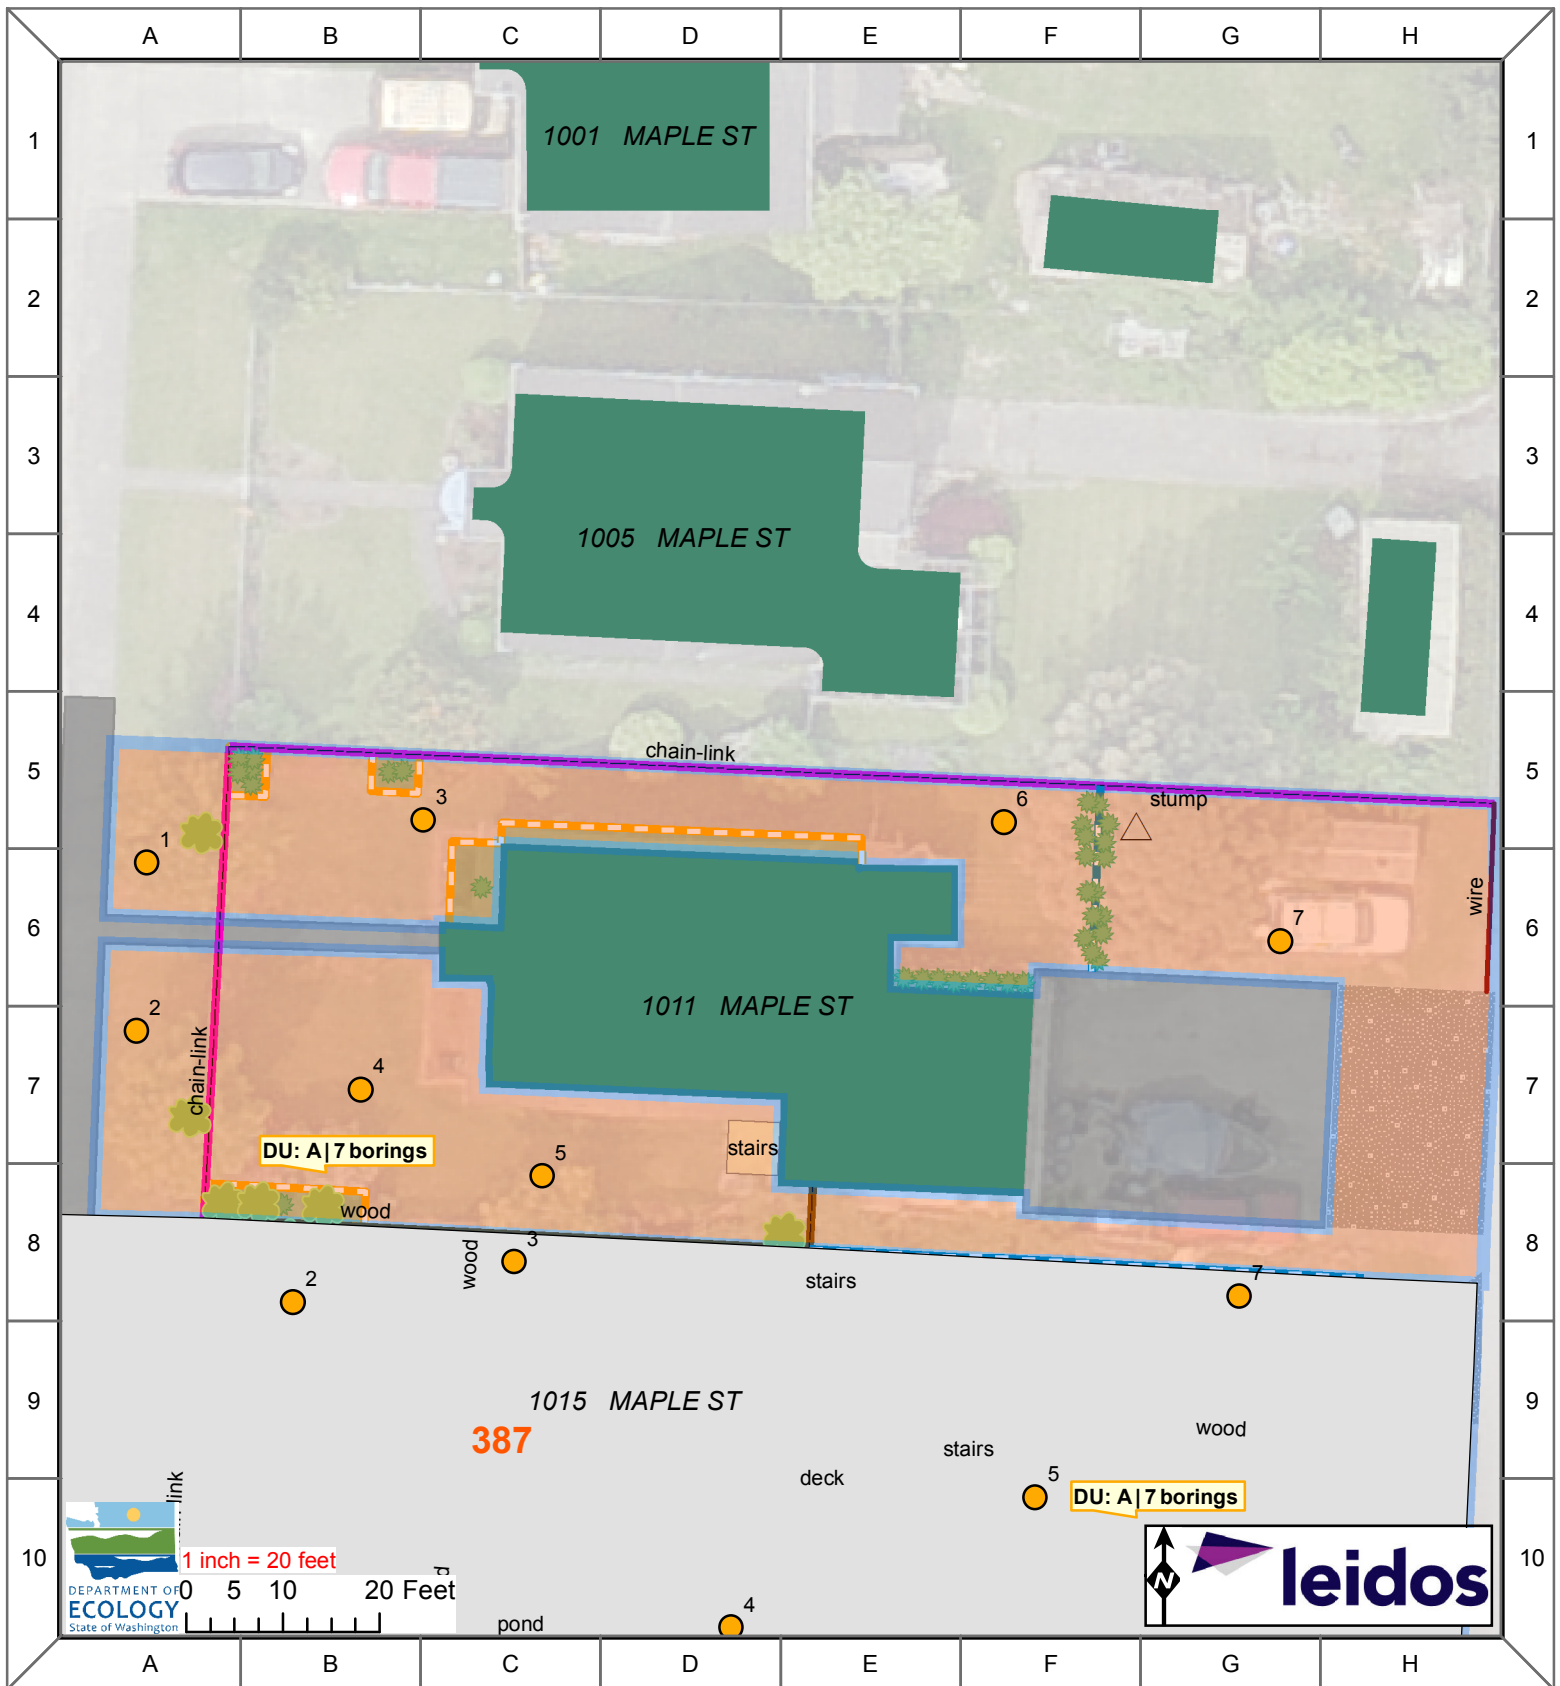 A B C D E F G H
1 1
1001 MAPLE ST
2 2
3 3
1005 MAPLE ST
4 4
chain-link
5 5
stump
3
6
1
wire
6 6
7
1011 MAPLE ST
2
chain-link
4
7 7
DU: A | 7 borings
stairs
5
wood
8 8
3
wood
2
stairs
7
1015 MAPLE ST
9 9
387
wood
stairs
deck
5
DU: A | 7 borings
link
10 10
1 inch = 20 feet
0 5 10 20 Feet
DEPARTMENT OF
ECOLOGY
State of Washington
d
pond
4
N
leidos
A B C D E F G H